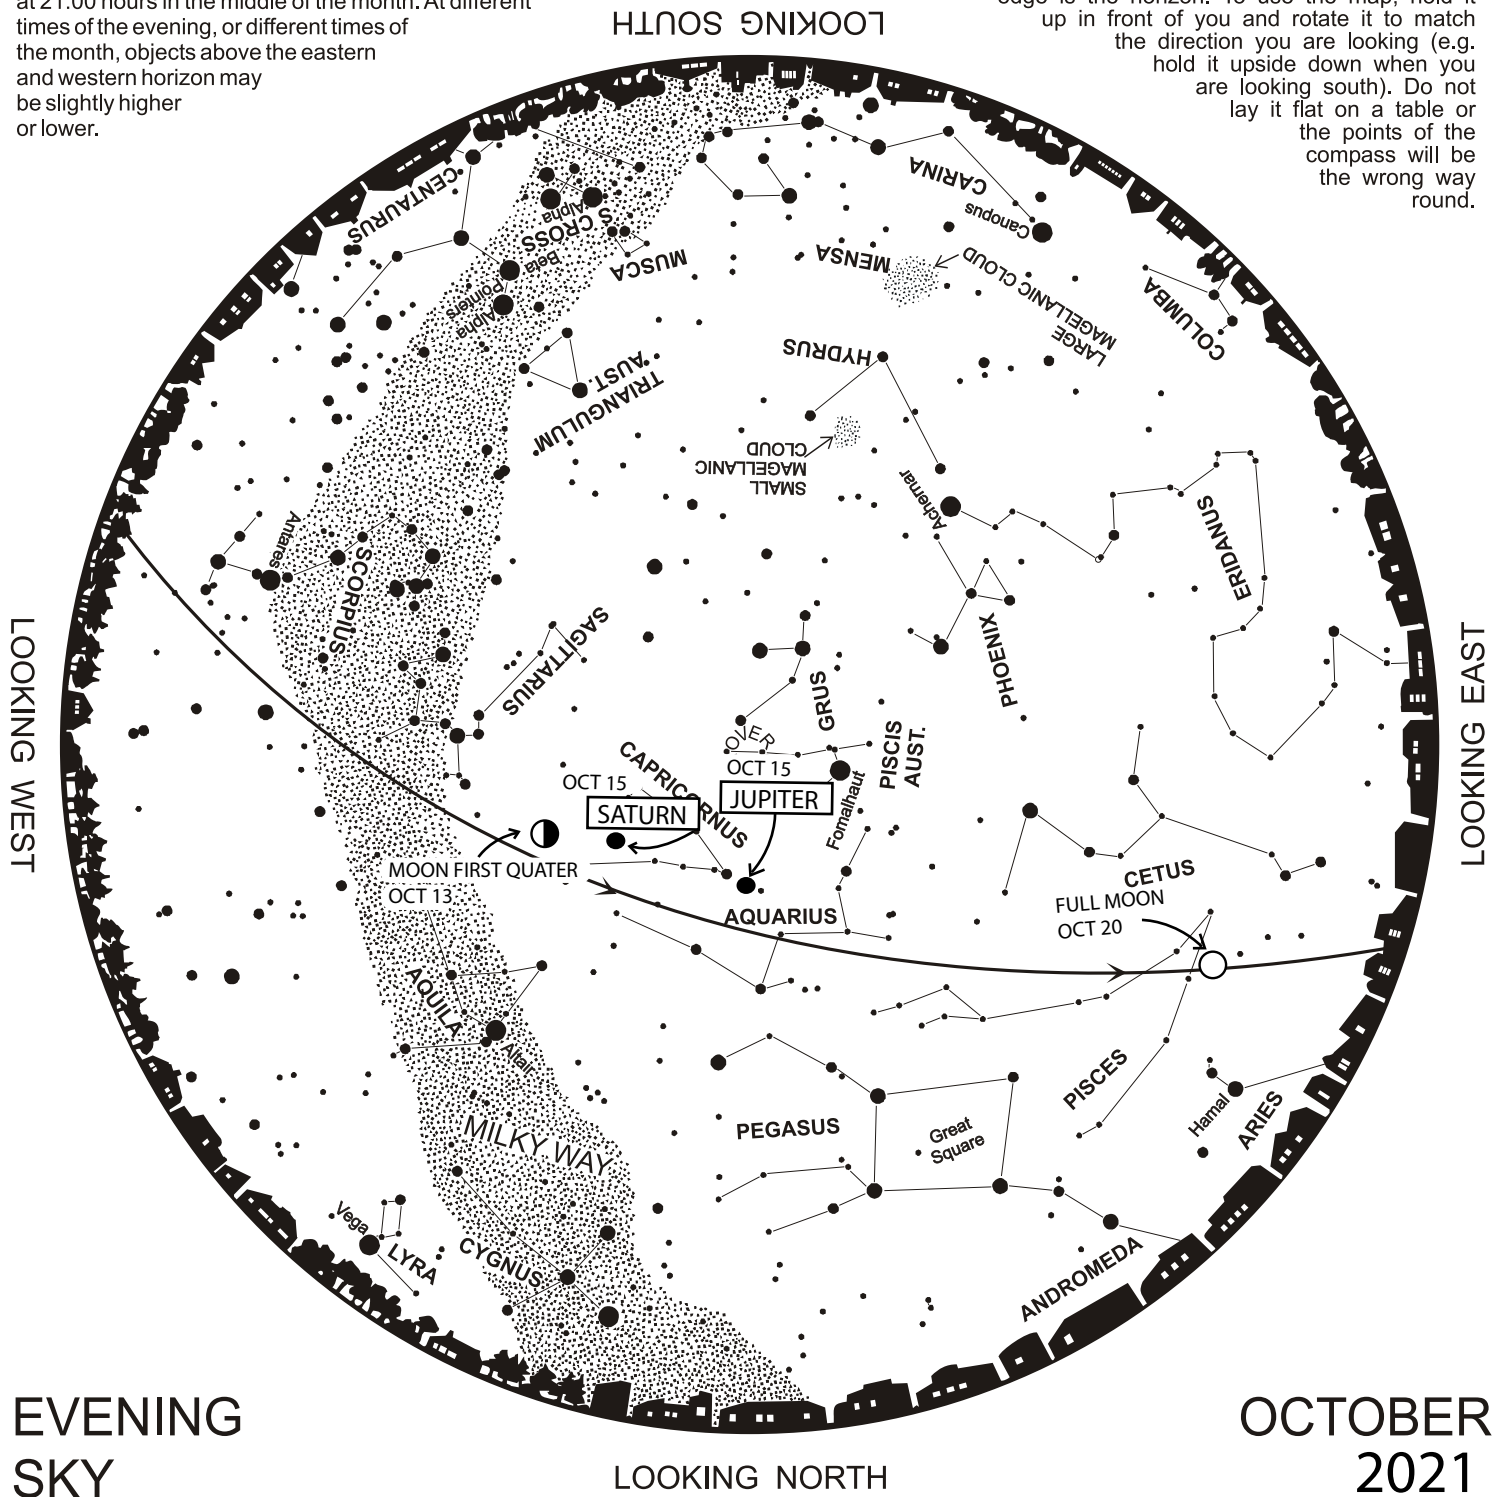 at 21.00 hours in the middle of the month. At different
times of the evening, or different times of
the month, objects above the eastern
and western horizon may
be slightly higher
or lower.
LOOKING SOUTH
edge is the horizon. To use the map, hold it
up in front of you and rotate it to match
the direction you are looking (e.g.
hold it upside down when you
are looking south). Do not
lay it flat on a table or
the points of the
compass will be
the wrong way
round.
CENTAURUS
Alpha
S CROSS
Beta
Pointers
Alpha
MUSCA
CARINA
Canopus
MENSA
LARGE
MAGELLANIC CLOUD
COLUMBA
HYDRUS
TRIANGULUM
AUST.
SMALL
MAGELLANIC
CLOUD
Achernar
ERIDANUS
Antares
SCORPIUS
SAGITTARIUS
PHOENIX
GRUS
LOOKING WEST
LOOKING EAST
OVER
PISCIS
AUST.
CAPRICORNUS
OCT 15
SATURN
OCT 15
JUPITER
Fomalhaut
MOON FIRST QUATER
OCT 13
AQUARIUS
CETUS
FULL MOON
OCT 20
AQUILA
Altair
PISCES
Hamal
ARIES
MILKY WAY
PEGASUS
Great
Square
Vega
LYRA
CYGNUS
ANDROMEDA
EVENING
SKY
LOOKING NORTH
OCTOBER
2021